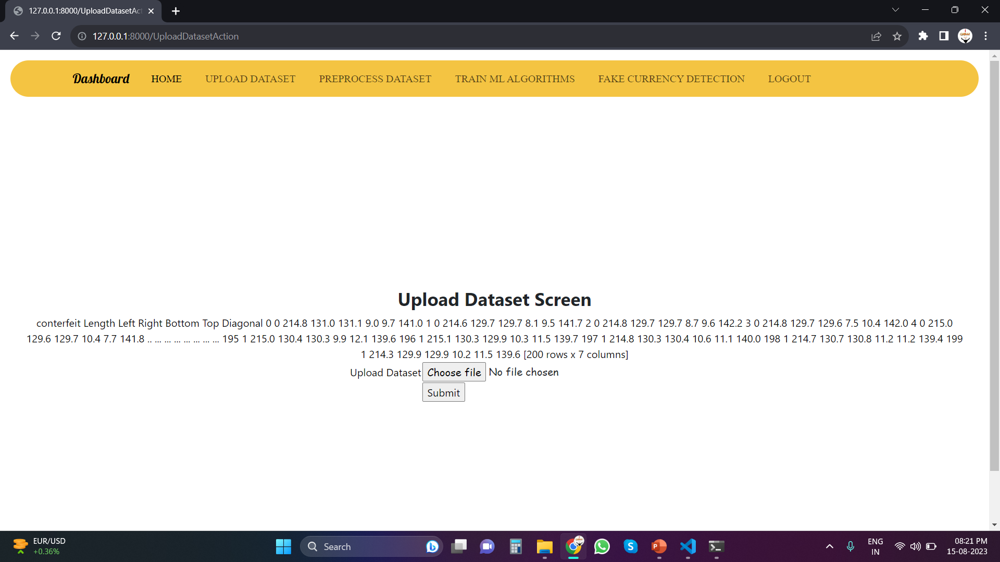 127.0.0.1:8000/UploadDatasetAct
127.0.0.1:8000/UploadDatasetAction
Dashboard HOME UPLOAD DATASET PREPROCESS DATASET TRAIN ML ALGORITHMS FAKE CURRENCY DETECTION LOGOUT
Upload Dataset Screen
conterfeit Length Left Right Bottom Top Diagonal 0 0 214.8 131.0 131.1 9.0 9.7 141.0 1 0 214.6 129.7 129.7 8.1 9.5 141.7 2 0 214.8 129.7 129.7 8.7 9.6 142.2 3 0 214.8 129.7 129.6 7.5 10.4 142.0 4 0 215.0
129.6 129.7 10.4 7.7 141.8 .. ... ... ... ... ... ... ... 195 1 215.0 130.4 130.3 9.9 12.1 139.6 196 1 215.1 130.3 129.9 10.3 11.5 139.7 197 1 214.8 130.3 130.4 10.6 11.1 140.0 198 1 214.7 130.7 130.8 11.2 11.2 139.4 199
1 214.3 129.9 129.9 10.2 11.5 139.6 [200 rows x 7 columns]
Upload Dataset Choose file No file chosen
Submit
EUR/USD
+0.36%
Search
ENG
IN
08:21 PM
15-08-2023